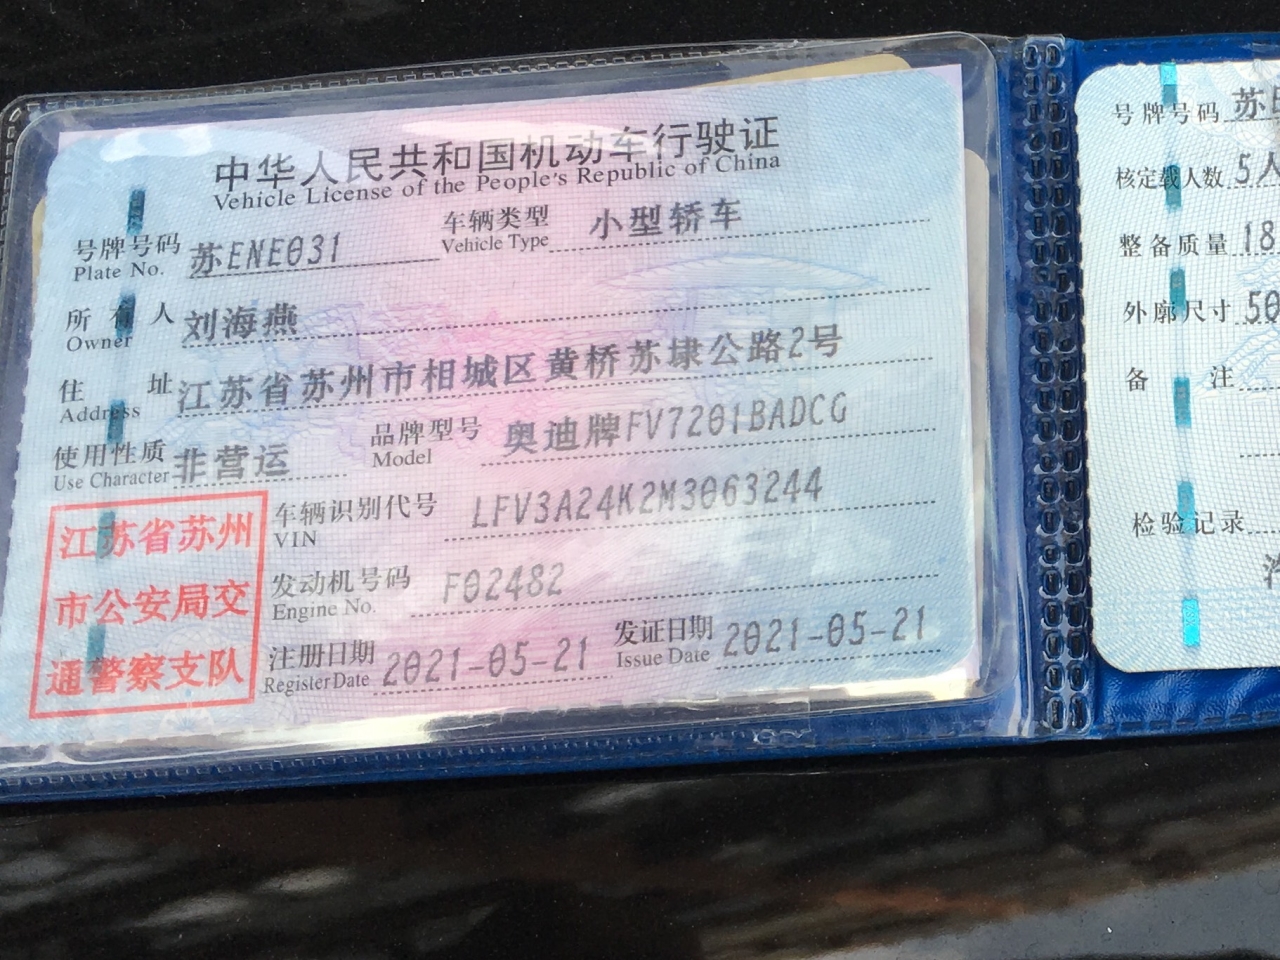 中华人民共和国机动车行驶证
Vehicle License of the People's Republic of China
号牌号码 苏ENE031 车辆类型 小型轿车
Plate No. Vehicle Type
所有人 刘海燕
Owner
住址 江苏省苏州市相城区黄桥苏埭公路2号
Address
使用性质 非营运 品牌型号 奥迪牌FV7201BADCG
Use Character Model
车辆识别代号 LFV3A24K2M3063244
VIN
发动机号码 F02482
Engine No.
注册日期 2021-05-21 发证日期 2021-05-21
Register Date Issue Date
江苏省苏州
市公安局交
通警察支队
号牌号码 苏E
核定载人数 5人
整备质量 18
外廓尺寸 50
备注
检验记录